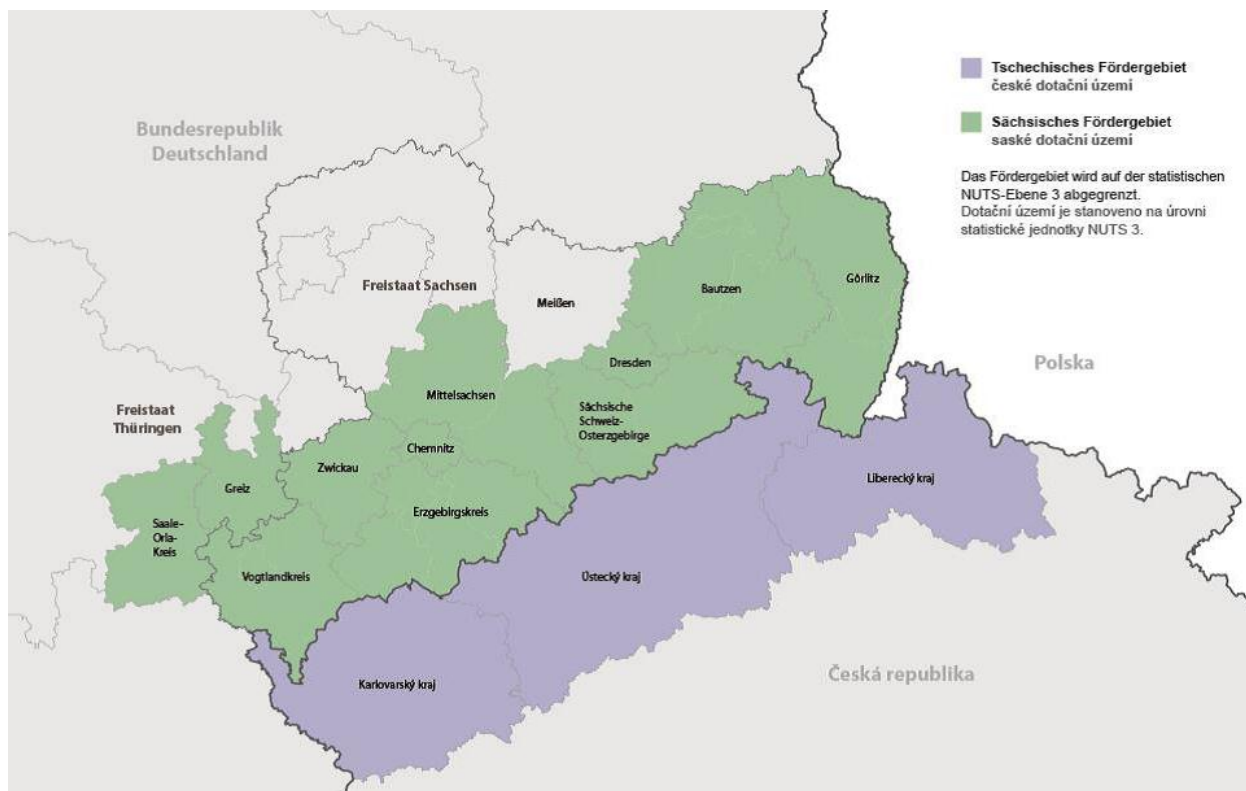 Tschechisches Fördergebiet
české dotační území
Sächsisches Fördergebiet
saské dotační území
Das Fördergebiet wird auf der statistischen
NUTS-Ebene 3 abgegrenzt.
Dotační území je stanoveno na úrovni
statistické jednotky NUTS 3.
Bundesrepublik
Deutschland
Freistaat Sachsen
Meißen
Bautzen
Görlitz
Dresden
Polska
Mittelsachsen
Sächsische
Schweiz-
Osterzgebirge
Freistaat
Thüringen
Chemnitz
Zwickau
Greiz
Erzgebirgskreis
Liberecký kraj
Saale-
Orla-
Kreis
Vogtlandkreis
Ústecký kraj
Karlovarský kraj
Česká republika